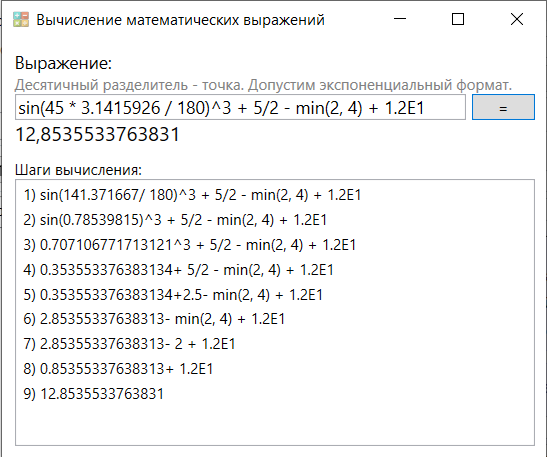 Вычисление математических выражений
Выражение:
Десятичный разделитель - точка. Допустим экспоненциальный формат.
sin(45 * 3.1415926 / 180)^3 + 5/2 - min(2, 4) + 1.2E1
=
12,8535533763831
Шаги вычисления:
1) sin(141.371667/ 180)^3 + 5/2 - min(2, 4) + 1.2E1
2) sin(0.78539815)^3 + 5/2 - min(2, 4) + 1.2E1
3) 0.707106771713121^3 + 5/2 - min(2, 4) + 1.2E1
4) 0.353553376383134+ 5/2 - min(2, 4) + 1.2E1
5) 0.353553376383134+2.5- min(2, 4) + 1.2E1
6) 2.85355337638313- min(2, 4) + 1.2E1
7) 2.85355337638313- 2 + 1.2E1
8) 0.85355337638313+ 1.2E1
9) 12.8535533763831